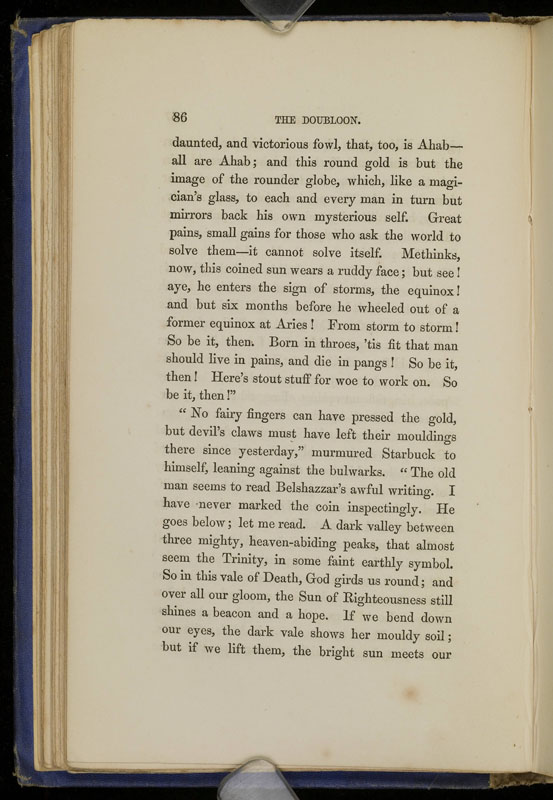 86 THE DOUBLOON.
daunted, and victorious fowl, that, too, is Ahab—
all are Ahab; and this round gold is but the
image of the rounder globe, which, like a magi-
cian's glass, to each and every man in turn but
mirrors back his own mysterious self. Great
pains, small gains for those who ask the world to
solve them—it cannot solve itself. Methinks,
now, this coined sun wears a ruddy face; but see!
aye, he enters the sign of storms, the equinox!
and but six months before he wheeled out of a
former equinox at Aries! From storm to storm!
So be it, then. Born in throes, 'tis fit that man
should live in pains, and die in pangs! So be it,
then! Here's stout stuff for woe to work on. So
be it, then!”
“No fairy fingers can have pressed the gold,
but devil's claws must have left their mouldings
there since yesterday,” murmured Starbuck to
himself, leaning against the bulwarks. “The old
man seems to read Belshazzar's awful writing. I
have never marked the coin inspectingly. He
goes below; let me read. A dark valley between
three mighty, heaven-abiding peaks, that almost
seem the Trinity, in some faint earthly symbol.
So in this vale of Death, God girds us round; and
over all our gloom, the Sun of Righteousness still
shines a beacon and a hope. If we bend down
our eyes, the dark vale shows her mouldy soil;
but if we lift them, the bright sun meets our